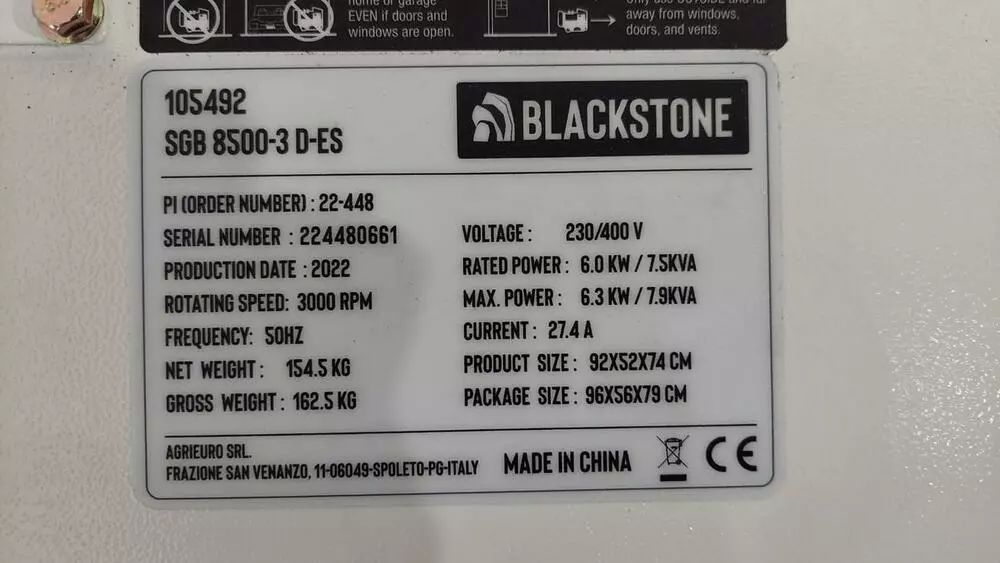 home or garage
EVEN if doors and
windows are open.
away from windows,
doors, and vents.
105492
SGB 8500-3 D-ES
BLACKSTONE
PI (ORDER NUMBER) : 22-448
SERIAL NUMBER : 224480661
PRODUCTION DATE : 2022
ROTATING SPEED: 3000 RPM
FREQUENCY: 50HZ
NET WEIGHT : 154.5 KG
GROSS WEIGHT : 162.5 KG
VOLTAGE : 230/400 V
RATED POWER : 6.0 KW / 7.5KVA
MAX. POWER : 6.3 KW / 7.9KVA
CURRENT : 27.4 A
PRODUCT SIZE : 92X52X74 CM
PACKAGE SIZE : 96X56X79 CM
AGRIEURO SRL.
FRAZIONE SAN VENANZO, 11-06049-SPOLETO-PG-ITALY
MADE IN CHINA
CE